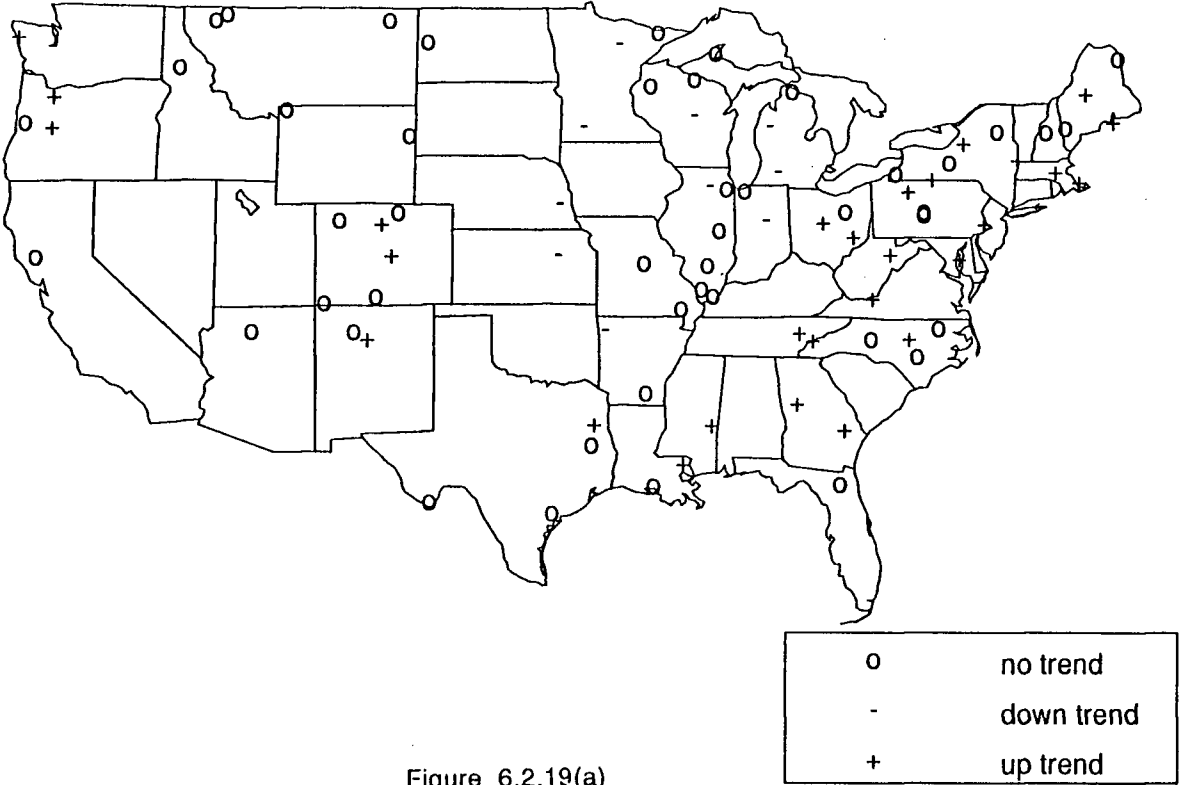 o no trend
- down trend
+ up trend
Figure 6.2.19(a)